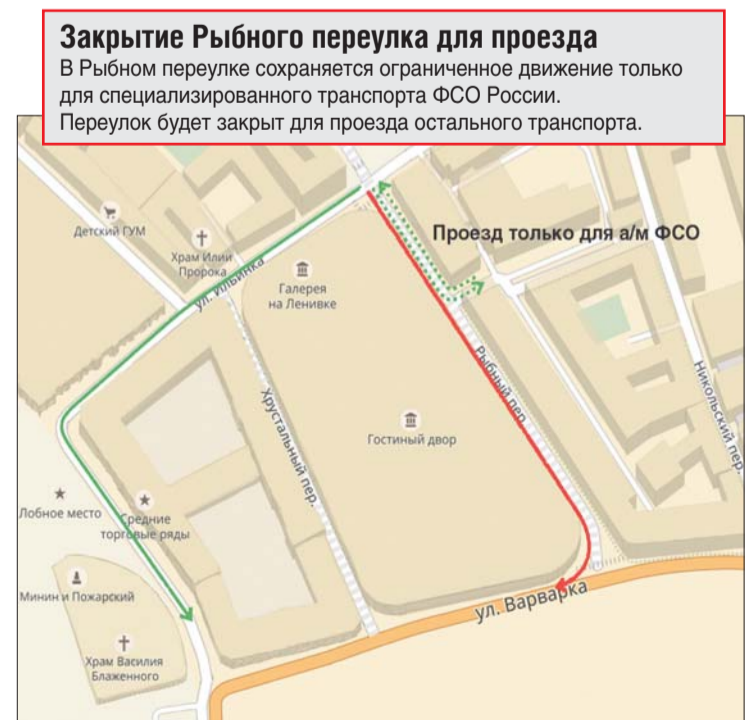 Закрытие Рыбного переулка для проезда
В Рыбном переулке сохраняется ограниченное движение только
для специализированного транспорта ФСО России.
Переулок будет закрыт для проезда остального транспорта.
Детский ГУМ
Храм Илии
Пророка
ул. Ильинка
Галерея
на Ленивке
Проезд только для а/м ФСО
Рыбный пер.
Никольский пер.
Хрустальный пер.
Гостиный двор
Лобное место
Средние
торговые ряды
Минин и Пожарский
ул. Варварка
Храм Василия
Блаженного